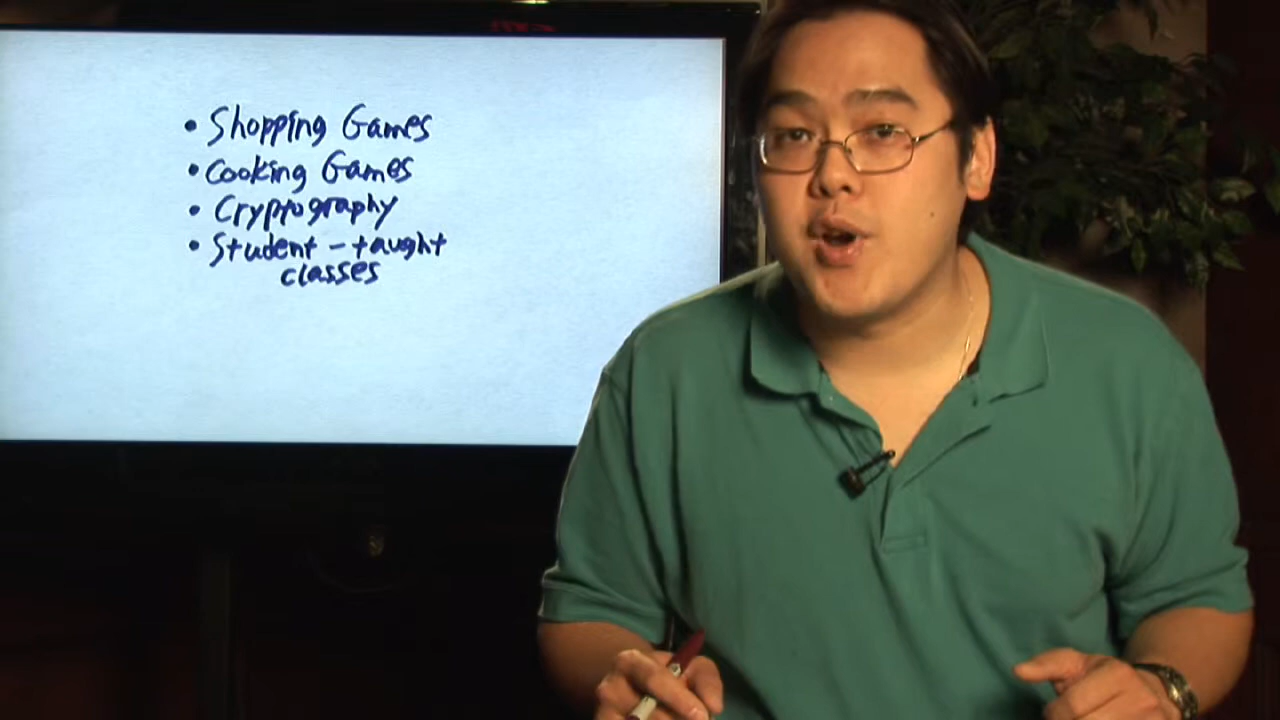 • Shopping Games
• Cooking Games
• Cryptography
• Student-taught
classes